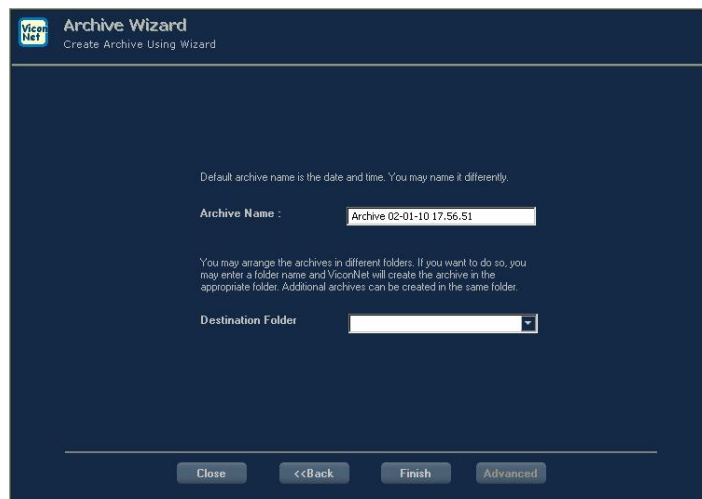 Vicon
Net
Archive Wizard
Create Archive Using Wizard
Default archive name is the date and time. You may name it differently.
Archive Name :
Archive 02-01-10 17.56.51
You may arrange the archives in different folders. If you want to do so, you
may enter a folder name and ViconNet will create the archive in the
appropriate folder. Additional archives can be created in the same folder.
Destination Folder
Close
<<Back
Finish
Advanced